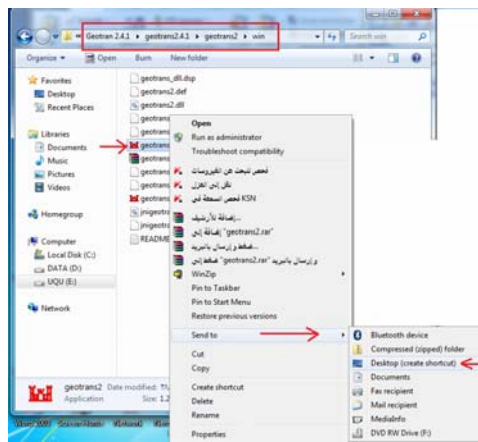 Geotran 2.4.1 ▸ geotrans2.4.1 ▸ geotrans2 ▸ win
Search win
Organize
Open
Burn
New folder
Favorites
Desktop
Recent Places
Libraries
Documents
Music
Pictures
Videos
Homegroup
Computer
Local Disk (C:)
DATA (D:)
UQU (E:)
Network
geotrans_dll.dsp
geotrans2.def
geotrans2.dll
geotrans
geotrans
geotrans
geotrans
geotrans
geotrans
jnigeotra
jnigeotra
README
Open
Run as administrator
Troubleshoot compatibility
فحص لتبحث عن الفيروسات
نقل إلى العزل
فحص السمعة في KSN
إضافة للأرشيف...
إضافة إلى "geotrans2.rar"
ضغط وإرسال بالبريد...
ضغط إلى "geotrans2.rar" وإرسال بالبريد
WinZip
Pin to Taskbar
Pin to Start Menu
Restore previous versions
Send to
Cut
Copy
Create shortcut
Delete
Rename
Properties
Bluetooth device
Compressed (zipped) folder
Desktop (create shortcut)
Documents
Fax recipient
Mail recipient
MediaInfo
DVD RW Drive (F:)
geotrans2 Date modified:
Application Size: 1.2